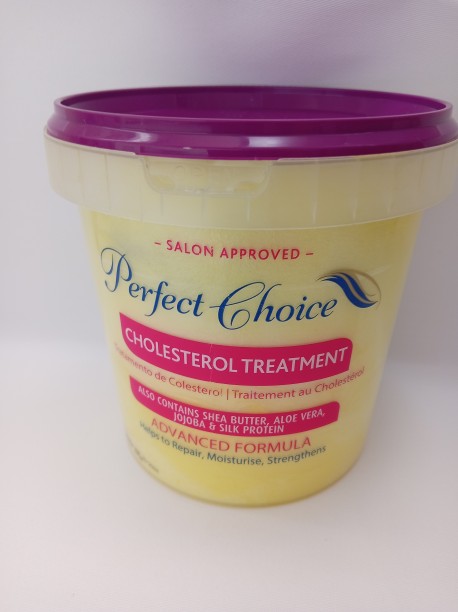 – SALON APPROVED –
Perfect Choice
CHOLESTEROL TREATMENT
Tratamiento de Colesterol | Traitement au Cholestérol
ALSO CONTAINS SHEA BUTTER, ALOE VERA,
JOJOBA & SILK PROTEIN
ADVANCED FORMULA
Helps to Repair, Moisturise, Strengthens